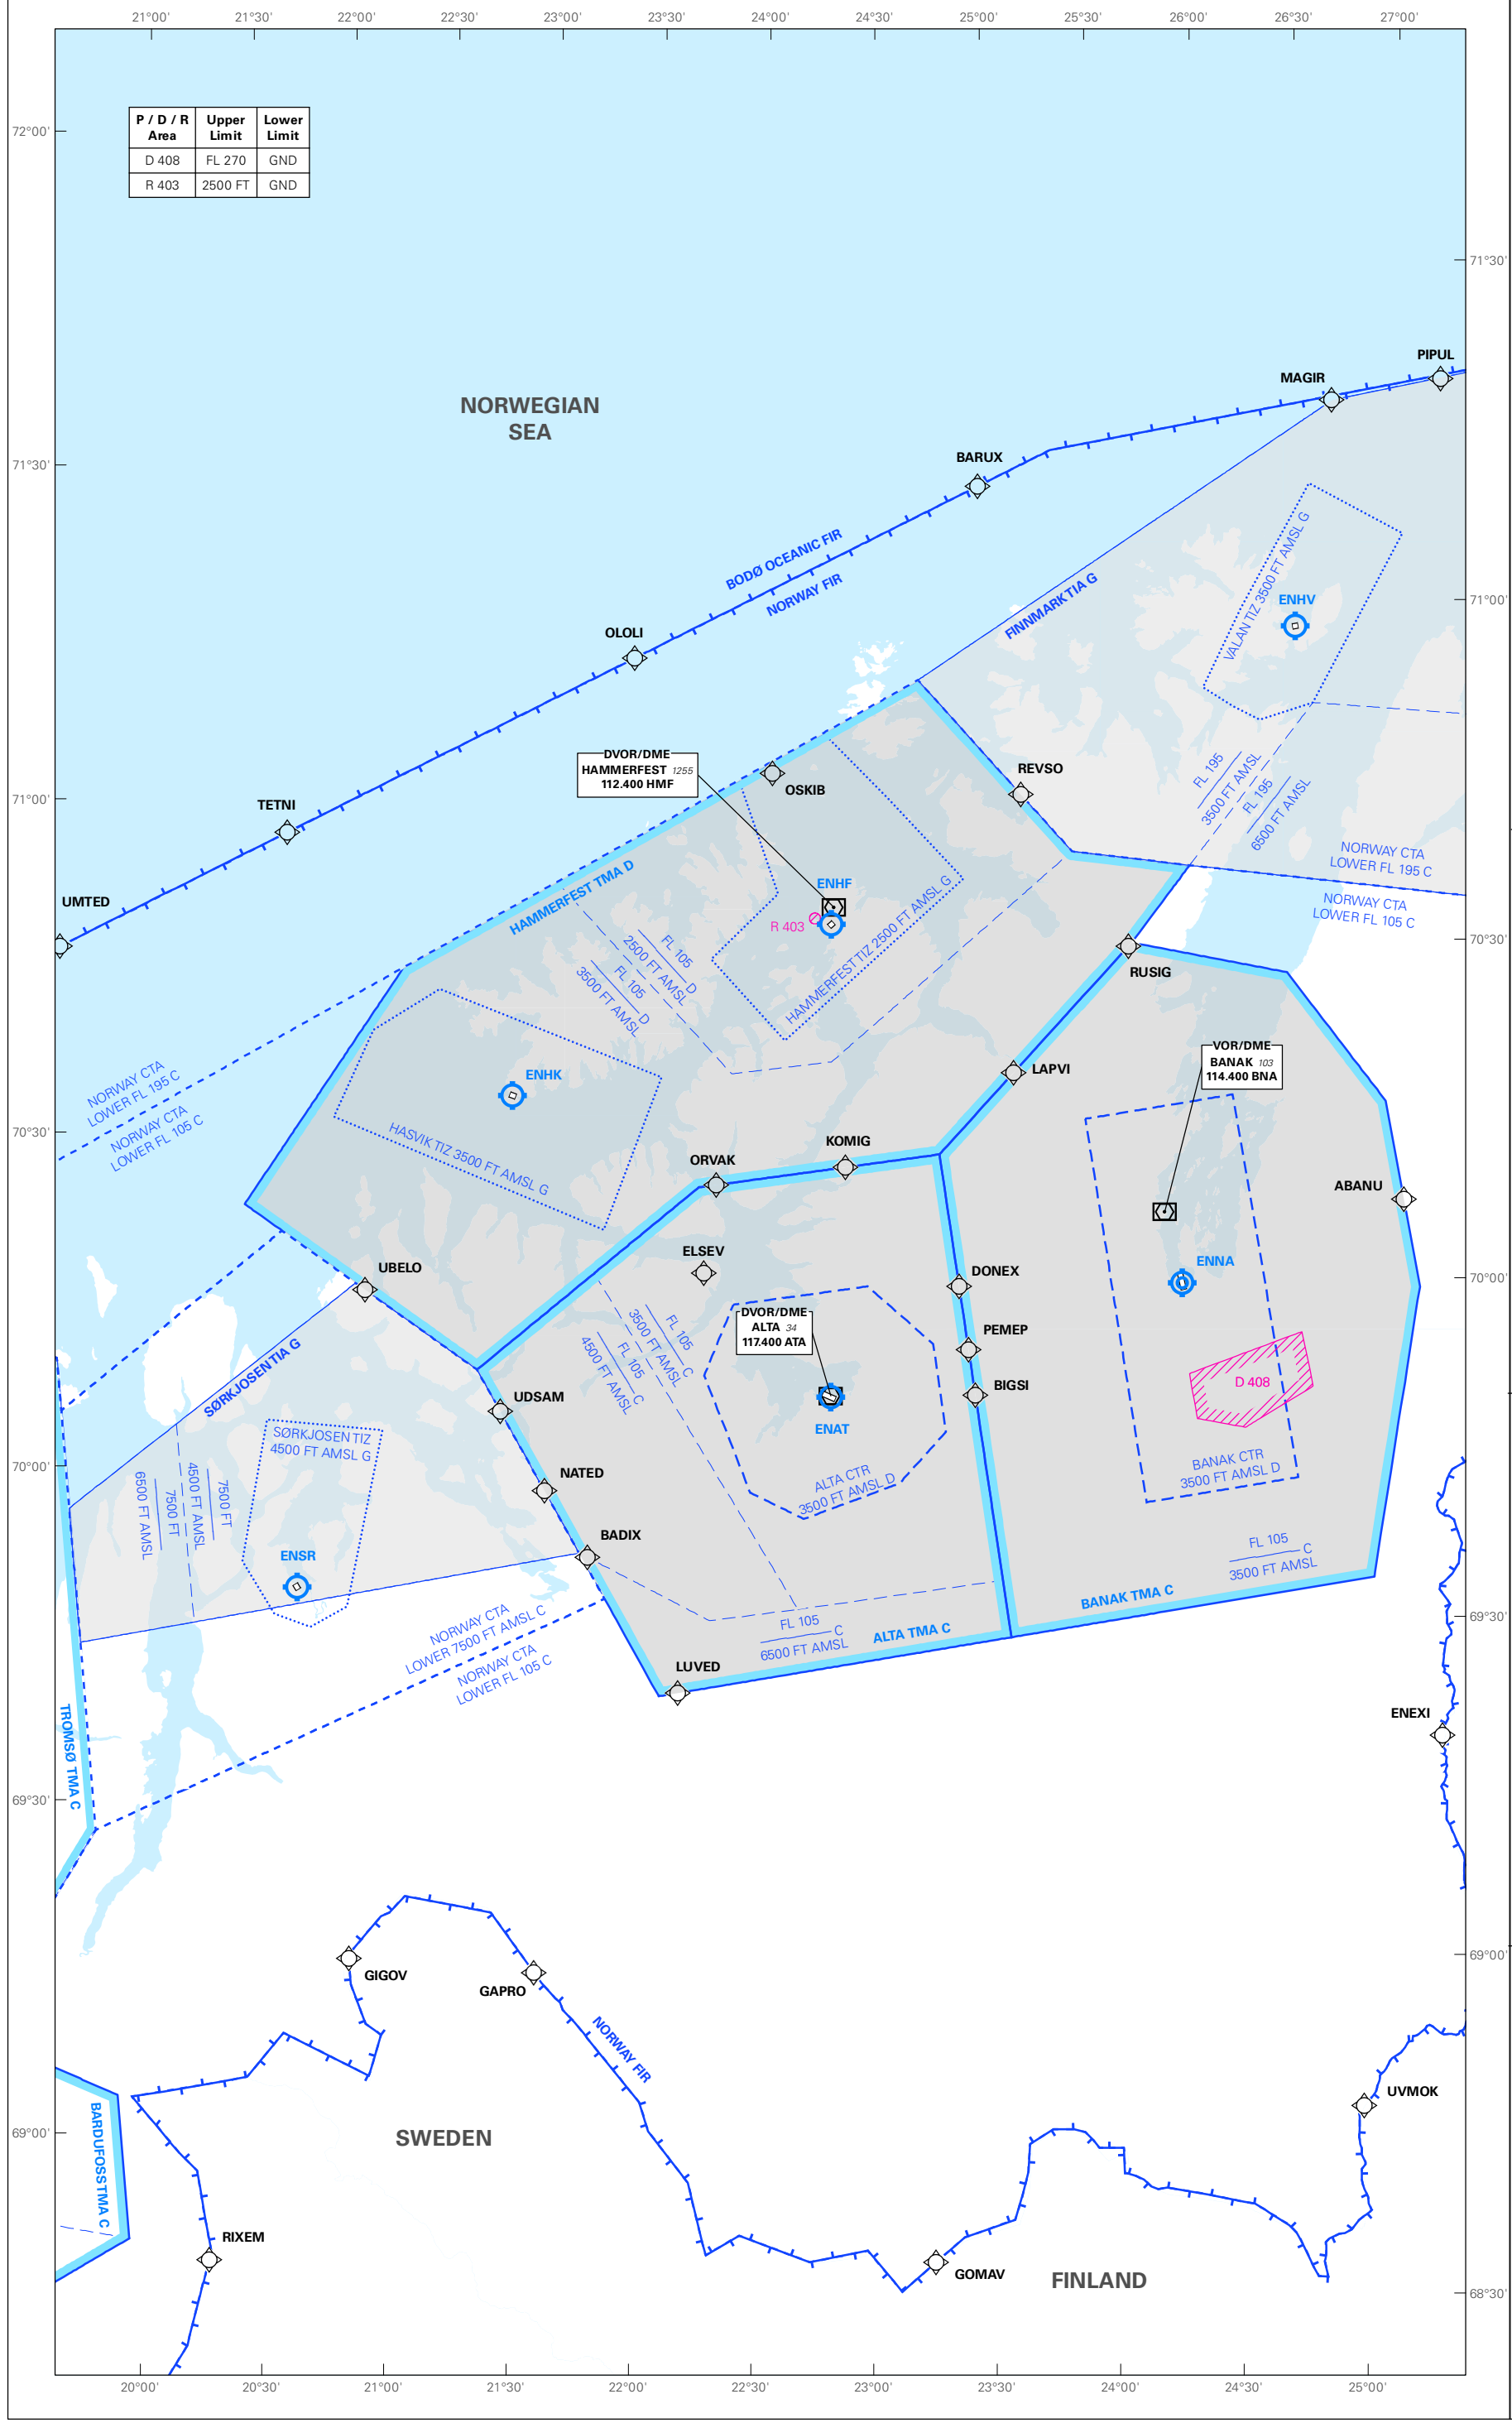 21°00' 21°30' 22°00' 22°30' 23°00' 23°30' 24°00' 24°30' 25°00' 25°30' 26°00' 26°30' 27°00'
72°00'
P / D / R Area Upper Limit Lower Limit
D 408 FL 270 GND
R 403 2500 FT GND
71°30'
PIPUL
MAGIR
NORWEGIAN
SEA
71°30'
BARUX
BODØ OCEANIC FIR
NORWAY FIR
FINNMARK TIA G
VALAN TIZ 3500 FT AMSL G
ENHV
71°00'
OLOLI
DVOR/DME
HAMMERFEST 1255
112.400 HMF
OSKIB
REVSO
71°00'
TETNI
FL 195
3500 FT AMSL
FL 195
6500 FT AMSL
NORWAY CTA
LOWER FL 195 C
NORWAY CTA
LOWER FL 105 C
HAMMERFEST TMA D
ENHF
R 403
HAMMERFEST TIZ 2500 FT AMSL G
UMTED
FL 105
2500 FT AMSL
D
FL 105
3500 FT AMSL
D
70°30'
RUSIG
VOR/DME
BANAK 103
114.400 BNA
NORWAY CTA
LOWER FL 195 C
NORWAY CTA
LOWER FL 105 C
ENHK
HASVIK TIZ 3500 FT AMSL G
LAPVI
70°30'
KOMIG
ORVAK
ABANU
ELSEV
UBELO
DONEX
ENNA
70°00'
DVOR/DME
ALTA 34
117.400 ATA
PEMEP
BIGSI
D 408
FL 105
3500 FT AMSL
C
FL 105
4500 FT AMSL
C
SØRKJOSEN TIA G
UDSAM
ENAT
SØRKJOSEN TIZ
4500 FT AMSL G
70°00'
7500 FT
4500 FT AMSL
7500 FT
6500 FT AMSL
NATED
ALTA CTR
3500 FT AMSL D
BANAK CTR
3500 FT AMSL D
BADIX
ENSR
FL 105
3500 FT AMSL
C
BANAK TMA C
NORWAY CTA
LOWER 7500 FT AMSL C
NORWAY CTA
LOWER FL 105 C
FL 105
6500 FT AMSL
C
ALTA TMA C
69°30'
LUVED
ENEXI
TROMSØ TMA C
69°30'
69°00'
GIGOV
GAPRO
NORWAY FIR
UVMOK
BARDUFOSS TMA C
69°00'
SWEDEN
RIXEM
GOMAV
FINLAND
68°30'
20°00' 20°30' 21°00' 21°30' 22°00' 22°30' 23°00' 23°30' 24°00' 24°30' 25°00'